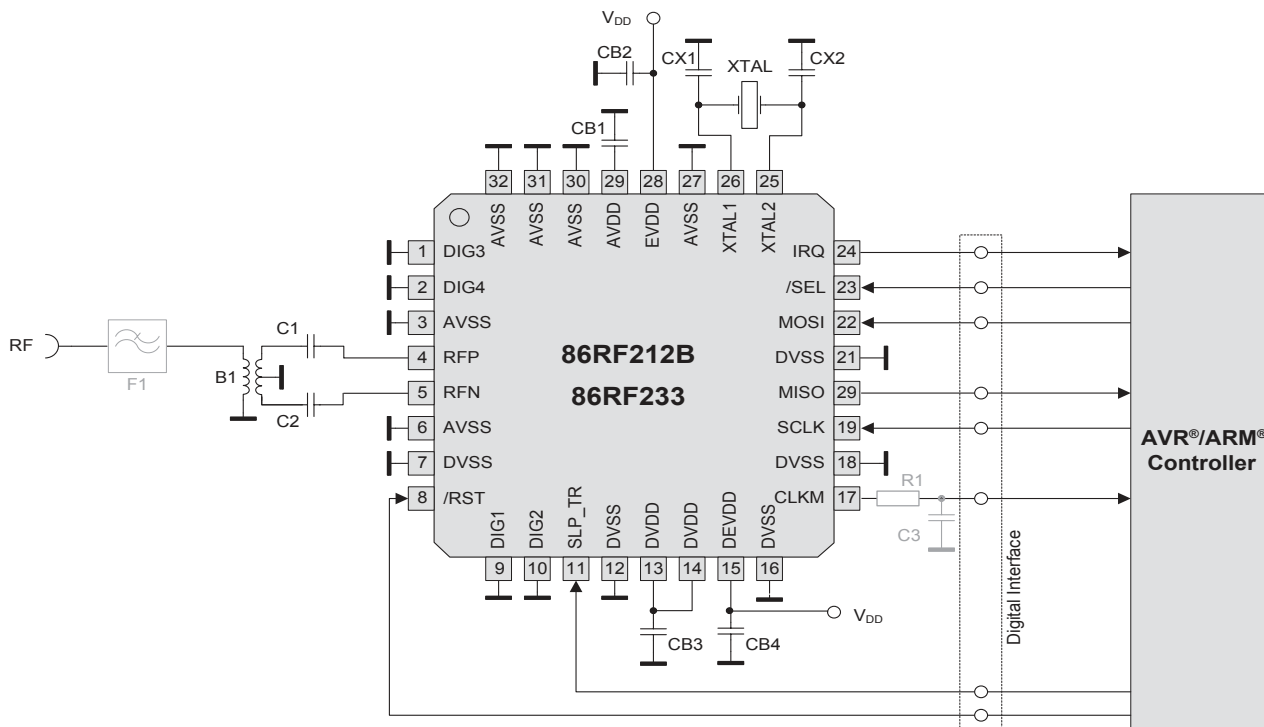 VDD
CB2
CX1
XTAL
CX2
CB1
32 31 30 29 28 27 26 25
AVSS AVSS AVSS AVDD EVDD AVSS XTAL1 XTAL2
1 DIG3
2 DIG4
3 AVSS
4 RFP
5 RFN
6 AVSS
7 DVSS
8 /RST
RF
F1
B1
C1
C2
86RF212B
86RF233
IRQ 24
/SEL 23
MOSI 22
DVSS 21
MISO 29
SCLK 19
DVSS 18
CLKM 17
R1
C3
DIG1 DIG2 SLP_TR DVSS DVDD DVDD DEVDD DVSS
9 10 11 12 13 14 15 16
CB3
CB4
VDD
Digital Interface
AVR®/ARM®
Controller